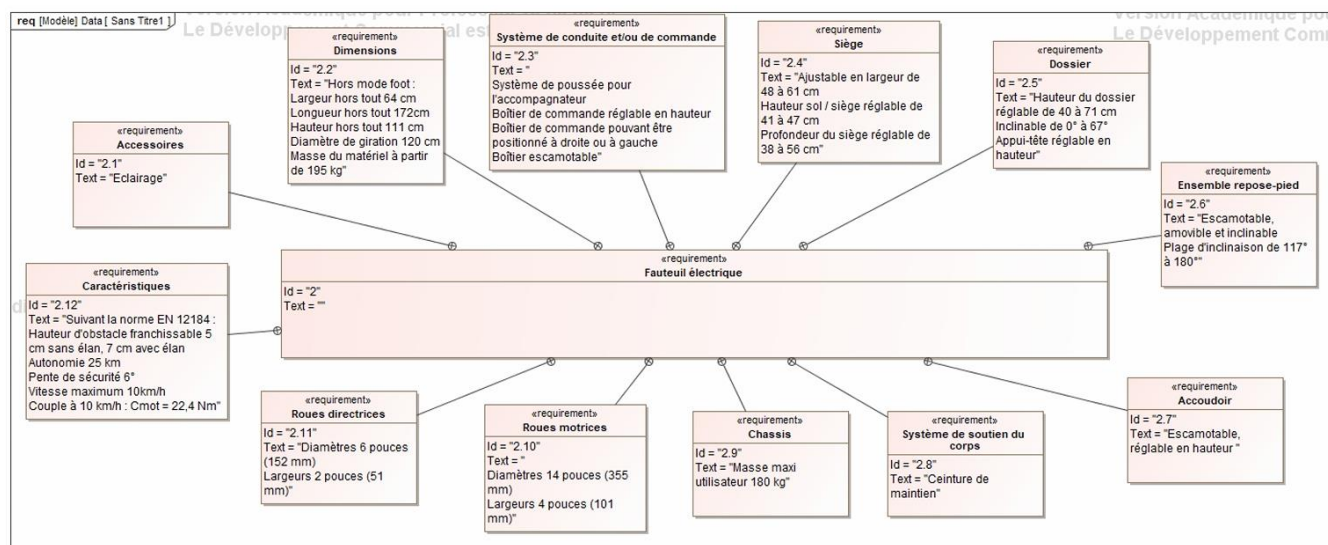 req [Modèle] Data [ Sans Titre1 ]
Version Académique pour Professeur
Le Développement Commercial est
Version Académique pour
Le Développement Comm
«requirement»
Dimensions
Id = "2.2"
Text = "Hors mode foot :
Largeur hors tout 64 cm
Longueur hors tout 172cm
Hauteur hors tout 111 cm
Diamètre de giration 120 cm
Masse du matériel à partir
de 195 kg"
«requirement»
Système de conduite et/ou de commande
Id = "2.3"
Text = "
Système de poussée pour
l'accompagnateur
Boîtier de commande réglable en hauteur
Boîtier de commande pouvant être
positionné à droite ou à gauche
Boîtier escamotable"
«requirement»
Siège
Id = "2.4"
Text = "Ajustable en largeur de
48 à 61 cm
Hauteur sol / siège réglable de
41 à 47 cm
Profondeur du siège réglable de
38 à 56 cm"
«requirement»
Dossier
Id = "2.5"
Text = "Hauteur du dossier
réglable de 40 à 71 cm
Inclinable de 0° à 67°
Appui-tête réglable en
hauteur"
«requirement»
Accessoires
Id = "2.1"
Text = "Eclairage"
«requirement»
Ensemble repose-pied
Id = "2.6"
Text = "Escamotable,
amovible et inclinable
Plage d'inclinaison de 117°
à 180°"
«requirement»
Fauteuil électrique
Id = "2"
Text = ""
«requirement»
Caractéristiques
Id = "2.12"
Text = "Suivant la norme EN 12184 :
Hauteur d'obstacle franchissable 5
cm sans élan, 7 cm avec élan
Autonomie 25 km
Pente de sécurité 6°
Vitesse maximum 10km/h
Couple à 10 km/h : Cmot = 22,4 Nm"
«requirement»
Roues directrices
Id = "2.11"
Text = "Diamètres 6 pouces
(152 mm)
Largeurs 2 pouces (51
mm)"
«requirement»
Roues motrices
Id = "2.10"
Text = "
Diamètres 14 pouces (355
mm)
Largeurs 4 pouces (101
mm)"
«requirement»
Chassis
Id = "2.9"
Text = "Masse maxi
utilisateur 180 kg"
«requirement»
Système de soutien du
corps
Id = "2.8"
Text = "Ceinture de
maintien"
«requirement»
Accoudoir
Id = "2.7"
Text = "Escamotable,
réglable en hauteur "